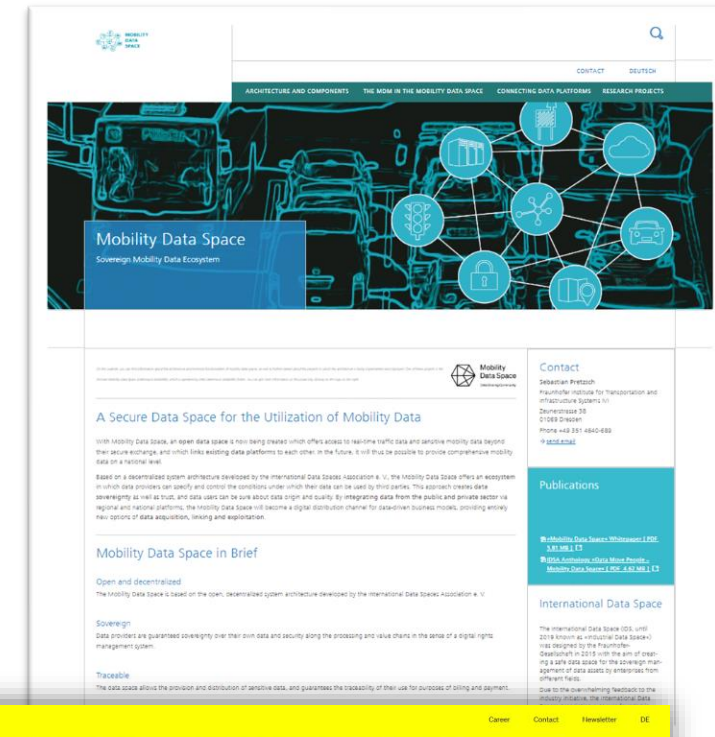 MOBILITY
DATA
SPACE
CONTACT DEUTSCH
ARCHITECTURE AND COMPONENTS THE MDM IN THE MOBILITY DATA SPACE CONNECTING DATA PLATFORMS RESEARCH PROJECTS
Mobility Data Space
Sovereign Mobility Data Ecosystem
Mobility
Data Space
A Secure Data Space for the Utilization of Mobility Data
With Mobility Data Space, an open data space is now being created which offers access to real-time traffic data and sensitive mobility data beyond
their secure exchange, and which links existing data platforms to each other. In the future, it will thus be possible to provide comprehensive mobility
data on a national level.
Based on a decentralized system architecture developed by the International Data Spaces Association e. V., the Mobility Data Space offers an ecosystem
in which data providers can specify and control the conditions under which their data can be used by third parties. This approach creates data
sovereignty as well as trust, and data users can be sure about data origin and quality. By integrating data from the public and private sector via
regional and national platforms, the Mobility Data Space will become a digital distribution channel for data-driven business models, providing entirely
new options of data acquisition, linking and exploitation.
Mobility Data Space in Brief
Open and decentralized
The Mobility Data Space is based on the open, decentralized system architecture developed by the International Data Spaces Association e. V.
Sovereign
Data providers are guaranteed sovereignty over their own data and security along the processing and value chains in the sense of a digital rights
management system.
Traceable
The data space allows the provision and distribution of sensitive data, and guarantees the traceability of their use for purposes of billing and payment.
Contact
Sebastian Pretzsch
Fraunhofer Institute for Transportation and
Infrastructure Systems IVI
Zeunerstrasse 38
01069 Dresden
Phone +49 351 4640-689
send email
Publications
»Mobility Data Space« Whitepaper [ PDF
5.81 MB ]
IDSA Anthology »Data Move People –
Mobility Data Space« [ PDF 4.62 MB ]
International Data Space
The International Data Space (IDS, until
2019 known as »Industrial Data Space«)
was designed by the Fraunhofer-
Gesellschaft in 2015 with the aim of creat-
ing a safe data space for the sovereign man-
agement of data assets by enterprises from
different fields.
Due to the overwhelming feedback to the
industry initiative, the International Data
Career Contact Newsletter DE